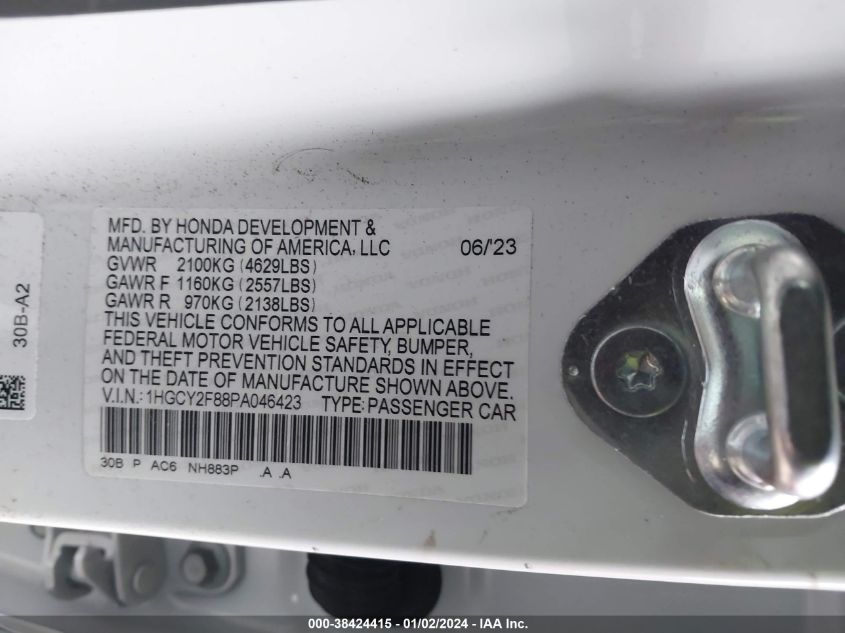 30B-A2
MFD. BY HONDA DEVELOPMENT &
MANUFACTURING OF AMERICA, LLC 06/'23
GVWR 2100KG (4629LBS)
GAWR F 1160KG (2557LBS)
GAWR R 970KG (2138LBS)
THIS VEHICLE CONFORMS TO ALL APPLICABLE
FEDERAL MOTOR VEHICLE SAFETY, BUMPER,
AND THEFT PREVENTION STANDARDS IN EFFECT
ON THE DATE OF MANUFACTURE SHOWN ABOVE.
V.I.N.: 1HGCY2F88PA046423 TYPE: PASSENGER CAR
30B P AC6 NH883P .A .A
000-38424415 - 01/02/2024 - IAA Inc.